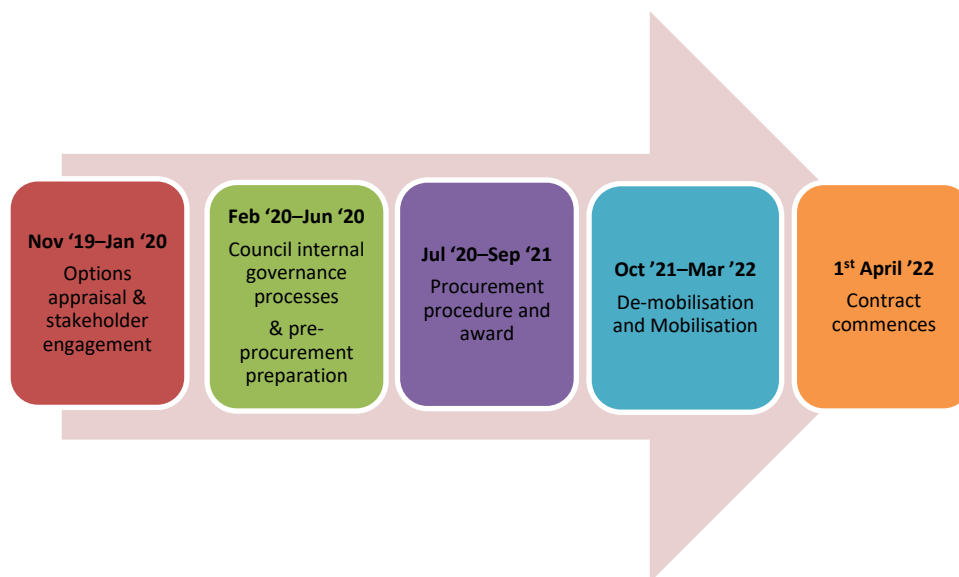 Nov ‘19–Jan ‘20
Options
appraisal &
stakeholder
engagement
Feb ‘20–Jun ‘20
Council internal
governance
processes
& pre-
procurement
preparation
Jul ‘20–Sep ‘21
Procurement
procedure and
award
Oct ’21–Mar ’22
De-mobilisation
and Mobilisation
1st April ’22
Contract
commences